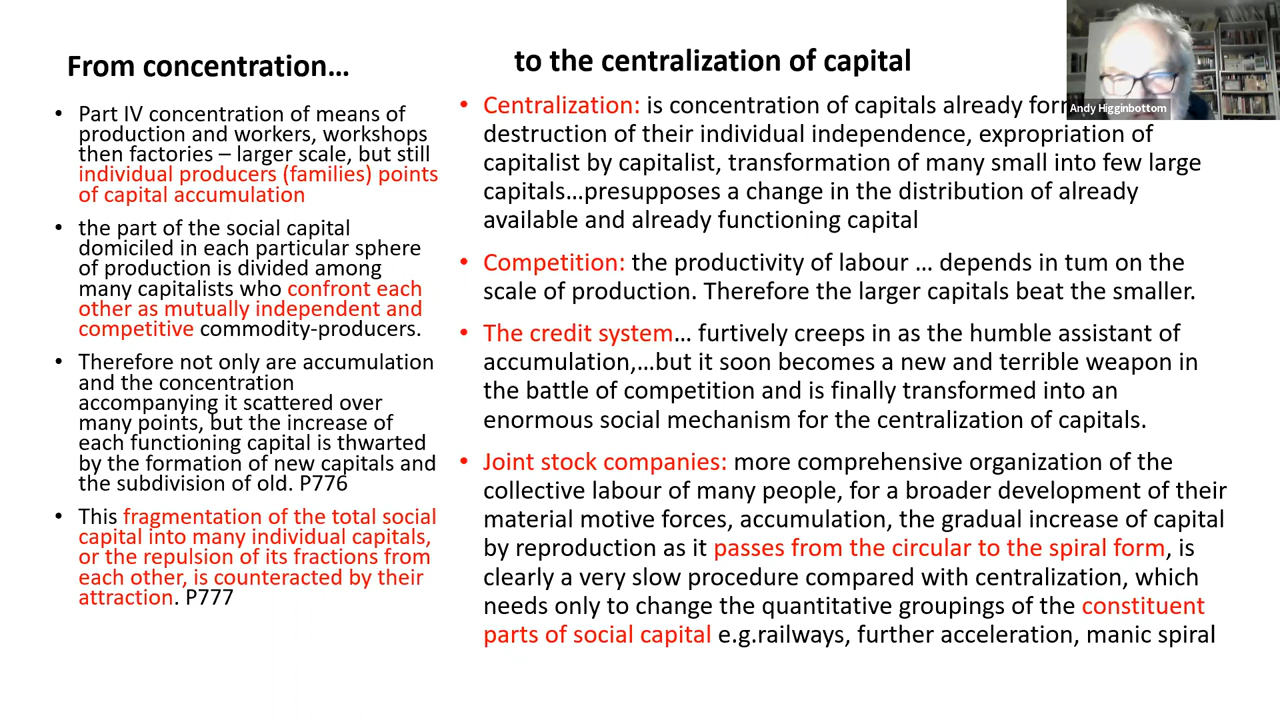 From concentration…
• Part IV concentration of means of
production and workers, workshops
then factories – larger scale, but still
individual producers (families) points
of capital accumulation
• the part of the social capital
domiciled in each particular sphere
of production is divided among
many capitalists who confront each
other as mutually independent and
competitive commodity-producers.
• Therefore not only are accumulation
and the concentration
accompanying it scattered over
many points, but the increase of
each functioning capital is thwarted
by the formation of new capitals and
the subdivision of old. P776
• This fragmentation of the total social
capital into many individual capitals,
or the repulsion of its fractions from
each other, is counteracted by their
attraction. P777
to the centralization of capital
• Centralization: is concentration of capitals already
destruction of their individual independence, expropriation of
capitalist by capitalist, transformation of many small into few large
capitals…presupposes a change in the distribution of already
available and already functioning capital
• Competition: the productivity of labour … depends in tum on the
scale of production. Therefore the larger capitals beat the smaller.
• The credit system… furtively creeps in as the humble assistant of
accumulation,…but it soon becomes a new and terrible weapon in
the battle of competition and is finally transformed into an
enormous social mechanism for the centralization of capitals.
• Joint stock companies: more comprehensive organization of the
collective labour of many people, for a broader development of their
material motive forces, accumulation, the gradual increase of capital
by reproduction as it passes from the circular to the spiral form, is
clearly a very slow procedure compared with centralization, which
needs only to change the quantitative groupings of the constituent
parts of social capital e.g.railways, further acceleration, manic spiral
Andy Higginbottom